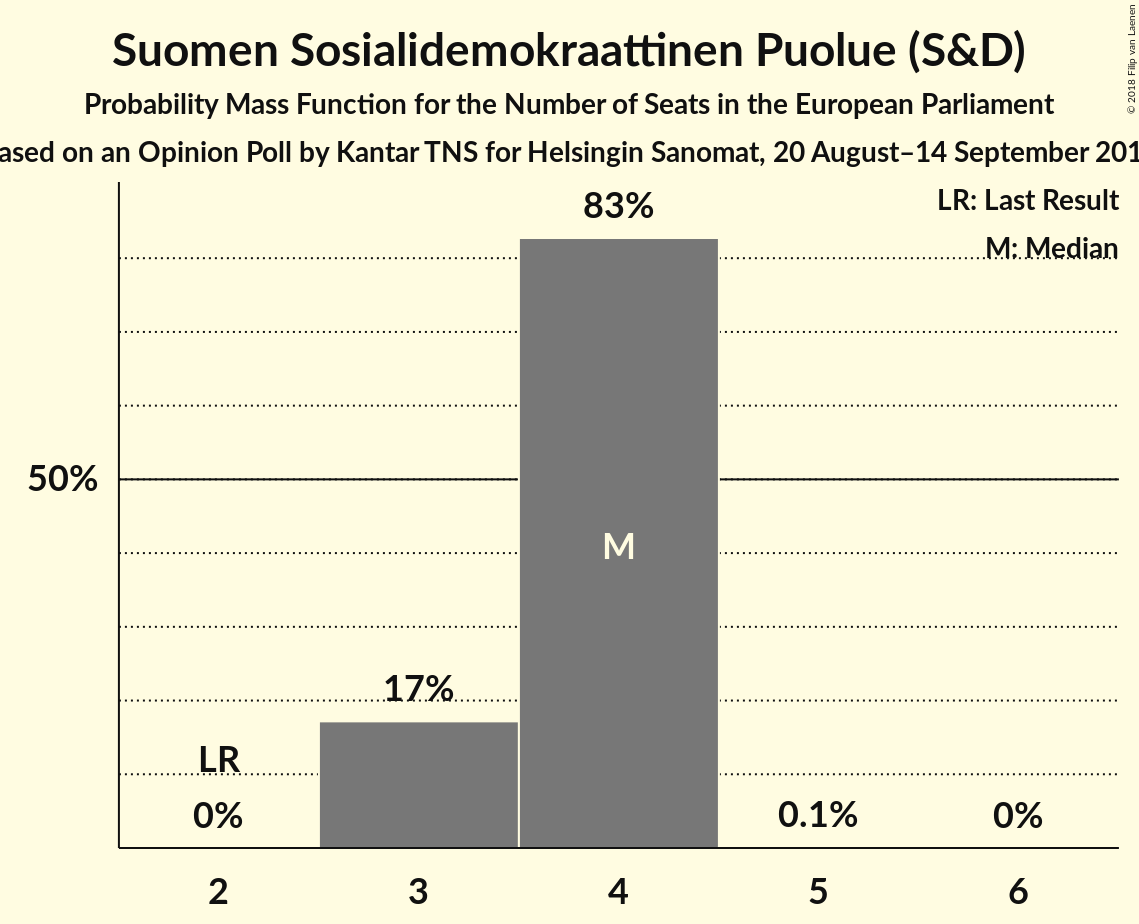 Suomen Sosialidemokraattinen Puolue (S&D)
Probability Mass Function for the Number of Seats in the European Parliament
ased on an Opinion Poll by Kantar TNS for Helsingin Sanomat, 20 August–14 September 201
© 2018 Filip van Laenen
LR: Last Result
M: Median
83%
50%
M
17%
LR
0%
0.1%
0%
2 3 4 5 6